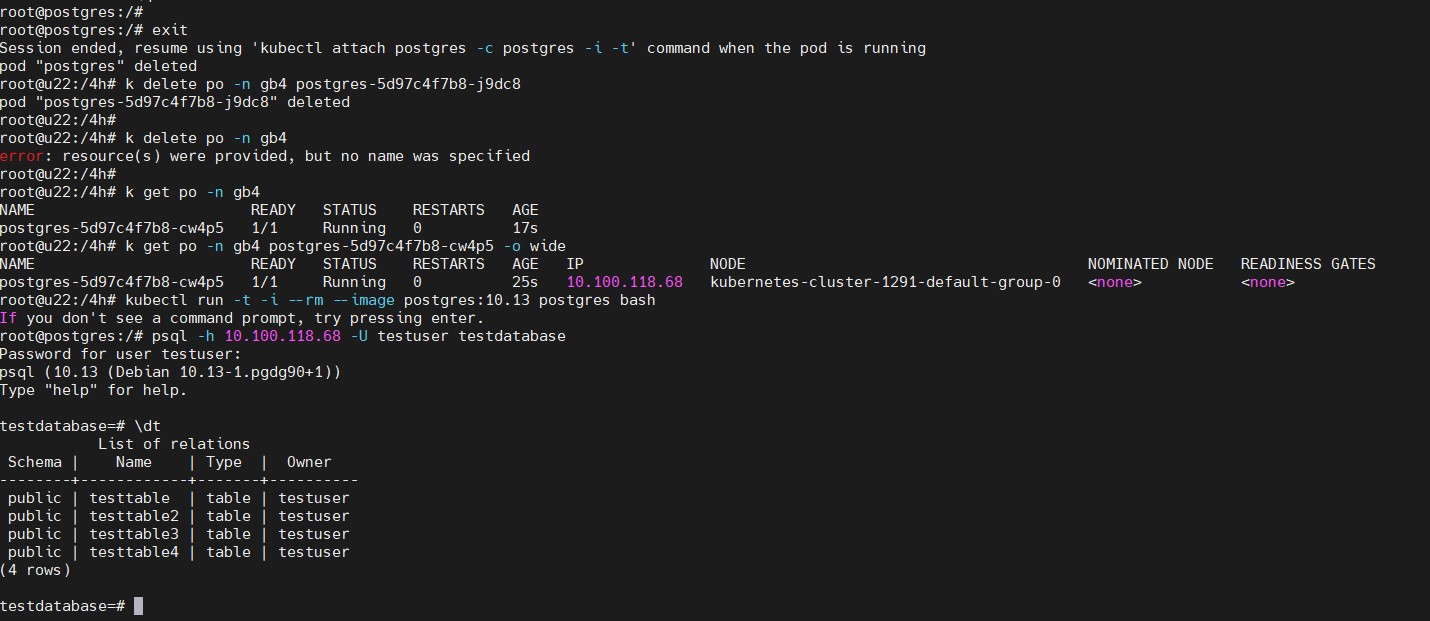 root@postgres:/#
root@postgres:/# exit
Session ended, resume using 'kubectl attach postgres -c postgres -i -t' command when the pod is running
pod "postgres" deleted
root@u22:/4h# k delete po -n gb4 postgres-5d97c4f7b8-j9dc8
pod "postgres-5d97c4f7b8-j9dc8" deleted
root@u22:/4h#
root@u22:/4h# k delete po -n gb4
error: resource(s) were provided, but no name was specified
root@u22:/4h#
root@u22:/4h# k get po -n gb4
NAME                        READY   STATUS    RESTARTS   AGE
postgres-5d97c4f7b8-cw4p5   1/1     Running   0          17s
root@u22:/4h# k get po -n gb4 postgres-5d97c4f7b8-cw4p5 -o wide
NAME                        READY   STATUS    RESTARTS   AGE   IP              NODE                                      NOMINATED NODE   READINESS GATES
postgres-5d97c4f7b8-cw4p5   1/1     Running   0          25s   10.100.118.68   kubernetes-cluster-1291-default-group-0   <none>           <none>
root@u22:/4h# kubectl run -t -i --rm --image postgres:10.13 postgres bash
If you don't see a command prompt, try pressing enter.
root@postgres:/# psql -h 10.100.118.68 -U testuser testdatabase
Password for user testuser:
psql (10.13 (Debian 10.13-1.pgdg90+1))
Type "help" for help.
testdatabase=# \dt
           List of relations
 Schema |    Name    | Type  |  Owner
--------+------------+-------+----------
 public | testtable  | table | testuser
 public | testtable2 | table | testuser
 public | testtable3 | table | testuser
 public | testtable4 | table | testuser
(4 rows)
testdatabase=#